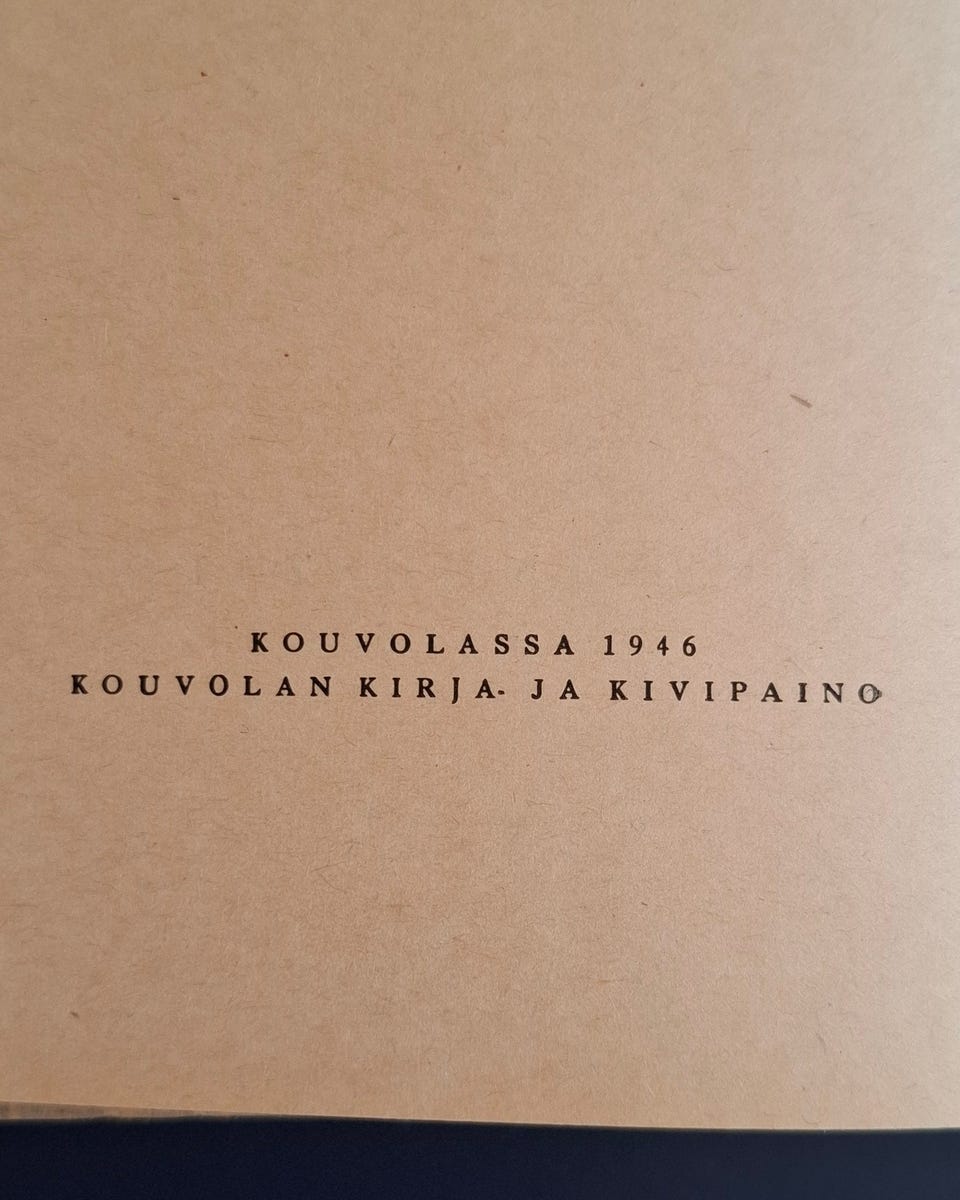 KOUVOLASSA 1946
KOUVOLAN KIRJA- JA KIVIPAINO